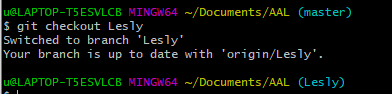 u@LAPTOP-T5ESVLCB MINGW64 ~/Documents/AAL (master)
$ git checkout Lesly
Switched to branch 'Lesly'
Your branch is up to date with 'origin/Lesly'.
u@LAPTOP-T5ESVLCB MINGW64 ~/Documents/AAL (Lesly)